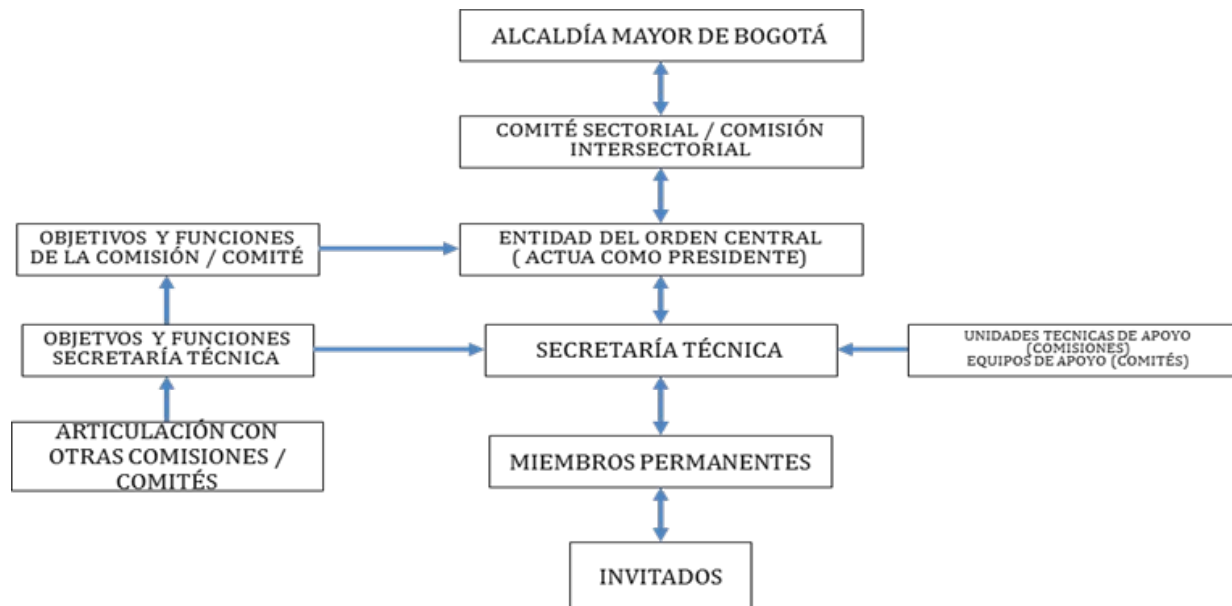 ALCALDÍA MAYOR DE BOGOTÁ
COMITÉ SECTORIAL / COMISIÓN
INTERSECTORIAL
OBJETIVOS Y FUNCIONES
DE LA COMISIÓN / COMITÉ
ENTIDAD DEL ORDEN CENTRAL
( ACTUA COMO PRESIDENTE)
OBJETVOS Y FUNCIONES
SECRETARÍA TÉCNICA
SECRETARÍA TÉCNICA
UNIDADES TECNICAS DE APOYO
(COMISIONES)
EQUIPOS DE APOYO (COMITÉS)
ARTICULACIÓN CON
OTRAS COMISIONES /
COMITÉS
MIEMBROS PERMANENTES
INVITADOS